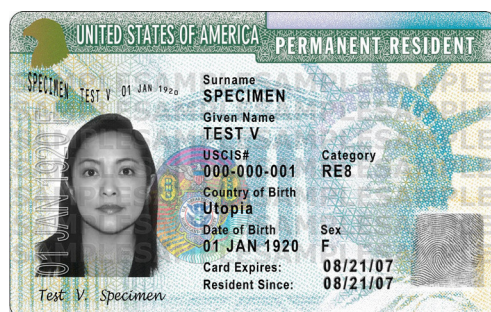 UNITED STATES OF AMERICA
PERMANENT RESIDENT
SPECIMEN TEST V 01 JAN 1920
Surname
SPECIMEN
Given Name
TEST V
USCIS# Category
000-000-001 RE8
Country of Birth
Utopia
Date of Birth Sex
01 JAN 1920 F
Card Expires: 08/21/07
Resident Since: 08/21/07
01 JAN 1920 F
Test V. Specimen